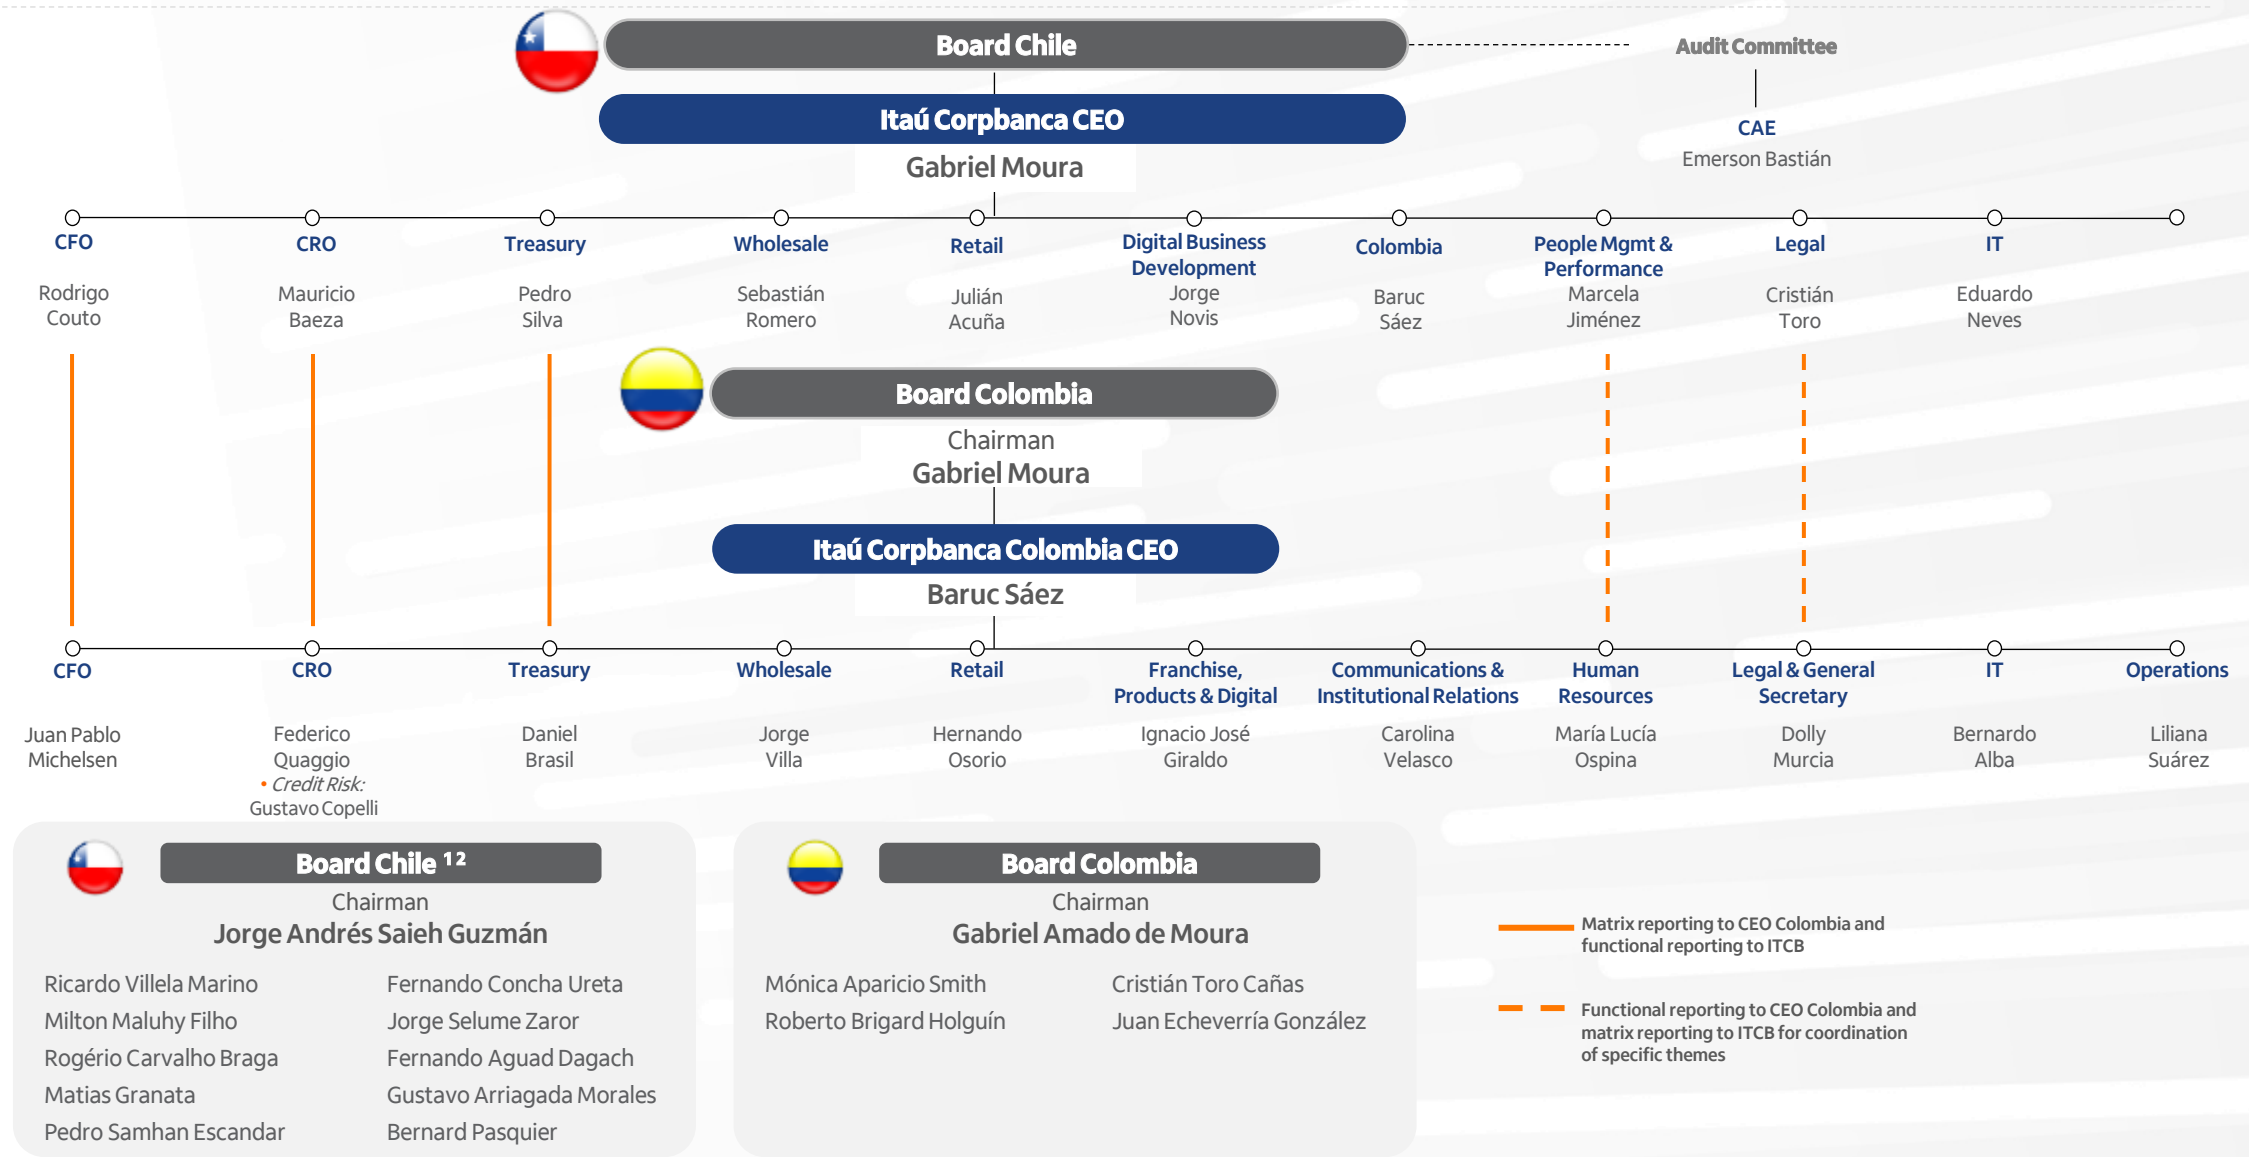 Board Chile
Audit Committee
Itaú Corpbanca CEO
CAE
Gabriel Moura
Emerson Bastián
CFO
CRO
Treasury
Wholesale
Retail
Digital Business
Development
Colombia
People Mgmt &
Performance
Legal
IT
Rodrigo
Couto
Mauricio
Baeza
Pedro
Silva
Sebastián
Romero
Julián
Acuña
Jorge
Novis
Baruc
Sáez
Marcela
Jiménez
Cristián
Toro
Eduardo
Neves
Board Colombia
Chairman
Gabriel Moura
Itaú Corpbanca Colombia CEO
Baruc Sáez
CFO
CRO
Treasury
Wholesale
Retail
Franchise,
Products & Digital
Communications &
Institutional Relations
Human
Resources
Legal & General
Secretary
IT
Operations
Juan Pablo
Michelsen
Federico
Quaggio
• Credit Risk:
Gustavo Copelli
Daniel
Brasil
Jorge
Villa
Hernando
Osorio
Ignacio José
Giraldo
Carolina
Velasco
María Lucía
Ospina
Dolly
Murcia
Bernardo
Alba
Liliana
Suárez
Board Chile ¹ ²
Chairman
Jorge Andrés Saieh Guzmán
Ricardo Villela Marino
Milton Maluhy Filho
Rogério Carvalho Braga
Matias Granata
Pedro Samhan Escandar
Fernando Concha Ureta
Jorge Selume Zaror
Fernando Aguad Dagach
Gustavo Arriagada Morales
Bernard Pasquier
Board Colombia
Chairman
Gabriel Amado de Moura
Mónica Aparicio Smith
Roberto Brigard Holguín
Cristián Toro Cañas
Juan Echeverría González
Matrix reporting to CEO Colombia and
functional reporting to ITCB
Functional reporting to CEO Colombia and
matrix reporting to ITCB for coordination
of specific themes